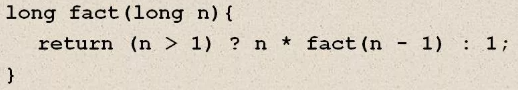 long fact(long n){
   return (n > 1) ? n * fact(n - 1) : 1;
}